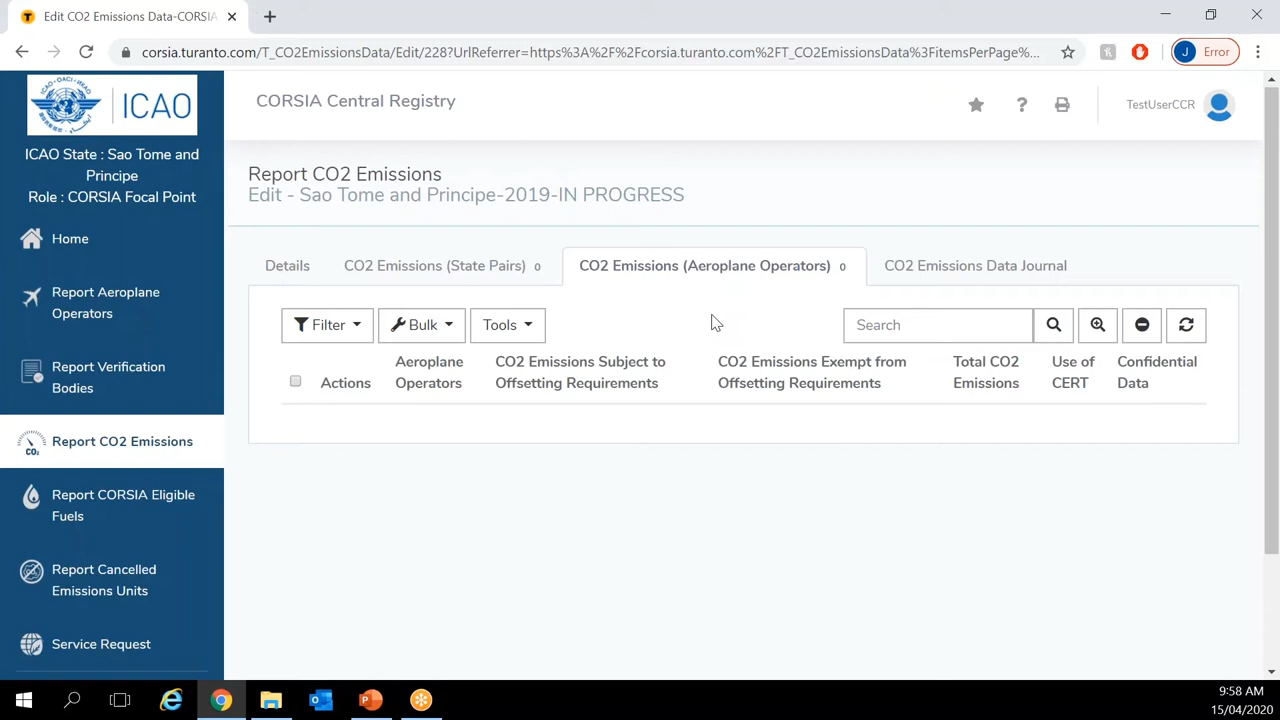 Edit CO2 Emissions Data-CORSIA
corsia.turanto.com/T_CO2EmissionsData/Edit/228?UrlReferrer=https%3A%2F%2Fcorsia.turanto.com%2FT_CO2EmissionsData%3FitemsPerPage%...
J Error
ICAO · OACI · ИКАО
ICAO
ICAO State : Sao Tome and
Principe
Role : CORSIA Focal Point
Home
Report Aeroplane
Operators
Report Verification
Bodies
CO2
Report CO2 Emissions
Report CORSIA Eligible
Fuels
Report Cancelled
Emissions Units
Service Request
CORSIA Central Registry
TestUserCCR
Report CO2 Emissions
Edit - Sao Tome and Principe-2019-IN PROGRESS
Details CO2 Emissions (State Pairs) 0 CO2 Emissions (Aeroplane Operators) 0 CO2 Emissions Data Journal
Filter Bulk Tools Search
Actions
Aeroplane
Operators
CO2 Emissions Subject to
Offsetting Requirements
CO2 Emissions Exempt from
Offsetting Requirements
Total CO2
Emissions
Use of
CERT
Confidential
Data
9:58 AM
15/04/2020